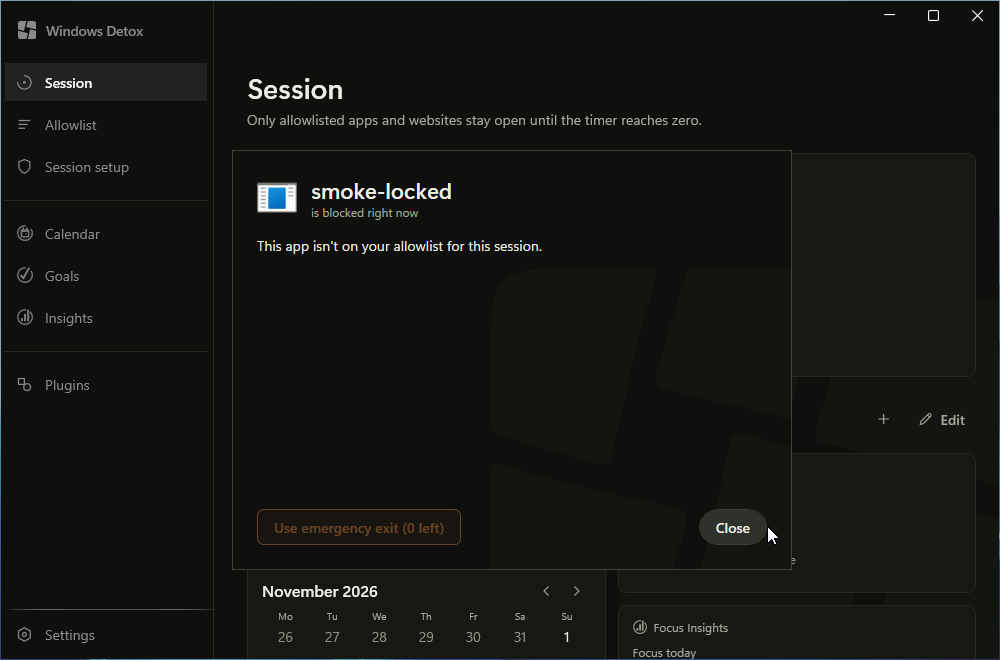 Windows Detox
Session
Allowlist
Session setup
Calendar
Goals
Insights
Plugins
Settings
Session
Only allowlisted apps and websites stay open until the timer reaches zero.
smoke-locked
is blocked right now
This app isn't on your allowlist for this session.
Use emergency exit (0 left)
Close
Edit
November 2026
Mo Tu We Th Fr Sa Su
26 27 28 29 30 31 1
Focus Insights
Focus today